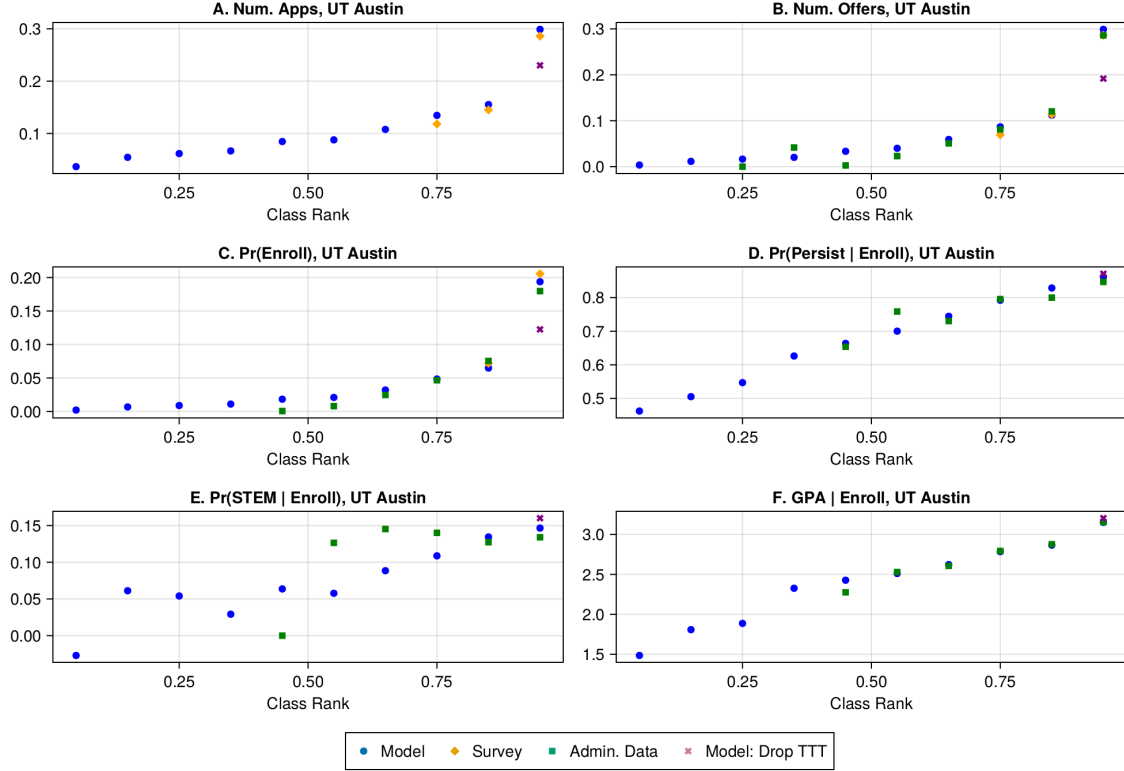 A. Num. Apps, UT Austin
0.3
0.2
0.1
0.25 0.50 0.75
Class Rank
B. Num. Offers, UT Austin
0.3
0.2
0.1
0.0
0.25 0.50 0.75
Class Rank
C. Pr(Enroll), UT Austin
0.20
0.15
0.10
0.05
0.00
0.25 0.50 0.75
Class Rank
D. Pr(Persist | Enroll), UT Austin
0.8
0.7
0.6
0.5
0.25 0.50 0.75
Class Rank
E. Pr(STEM | Enroll), UT Austin
0.15
0.10
0.05
0.00
0.25 0.50 0.75
Class Rank
F. GPA | Enroll, UT Austin
3.0
2.5
2.0
1.5
0.25 0.50 0.75
Class Rank
Model Survey Admin. Data Model: Drop TTT